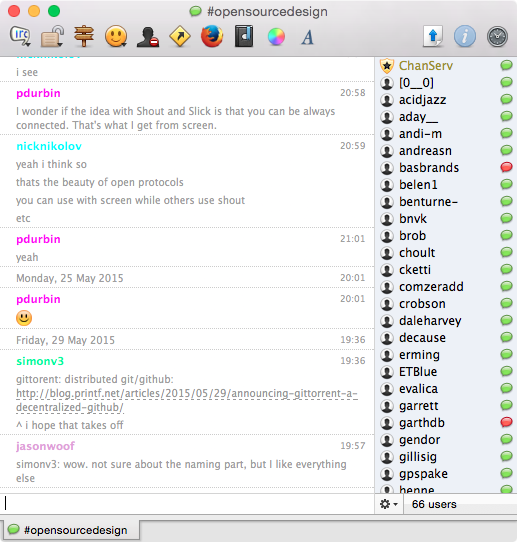 #opensourcedesign
irc
i see
pdurbin 20:58
I wonder if the idea with Shout and Slick is that you can be always
connected. That's what I get from screen.
nicknikolov 20:59
yeah i think so
thats the beauty of open protocols
you can use with screen while others use shout
etc
pdurbin 21:01
yeah
Monday, 25 May 2015 20:01
pdurbin 20:01
Friday, 29 May 2015 19:36
simonv3 19:36
gittorent: distributed git/github:
http://blog.printf.net/articles/2015/05/29/announcing-gittorrent-a-
decentralized-github/
^ i hope that takes off
jasonwoof 19:57
simonv3: wow. not sure about the naming part, but I like everything
else
ChanServ
[0__0]
acidjazz
aday__
andi-m
andreasn
basbrands
belen1
benturne-
bnvk
brob
choult
cketti
comzeradd
crobson
daleharvey
decause
erming
ETBlue
evalica
garrett
garthdb
gendor
gillisig
gpspake
henne
66 users
#opensourcedesign